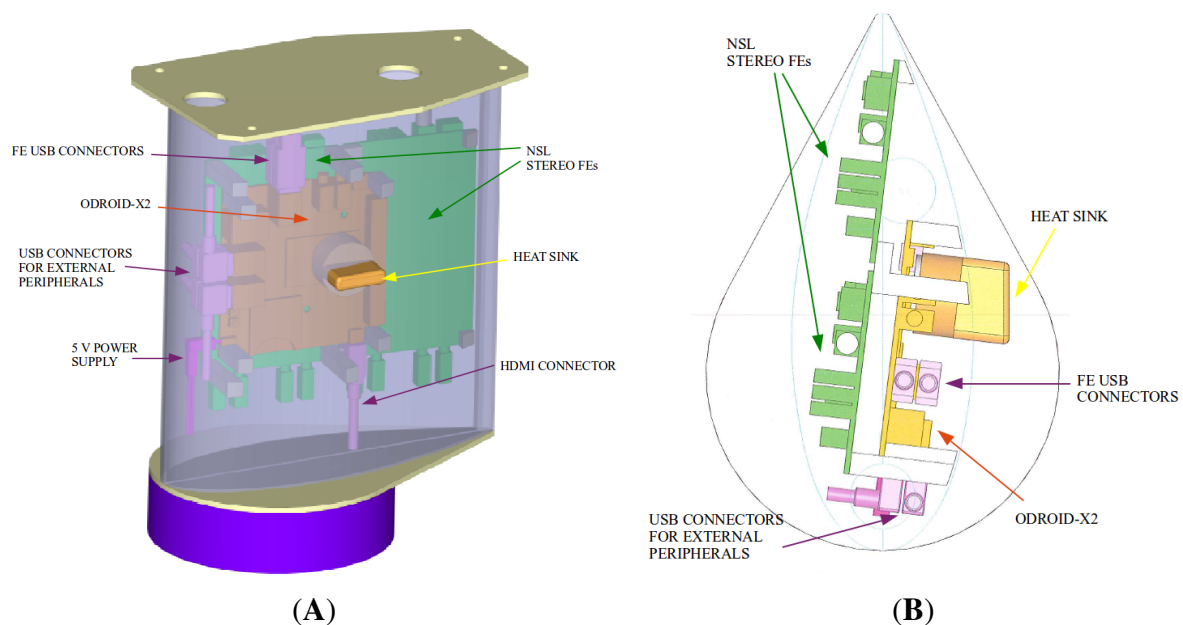 FE USB CONNECTORS
NSL
STEREO FEs
ODROID-X2
USB CONNECTORS
FOR EXTERNAL
PERIPHERALS
HEAT SINK
5 V POWER
SUPPLY
HDMI CONNECTOR
(A)
NSL
STEREO FEs
HEAT SINK
FE USB
CONNECTORS
ODROID-X2
USB CONNECTORS
FOR EXTERNAL
PERIPHERALS
(B)